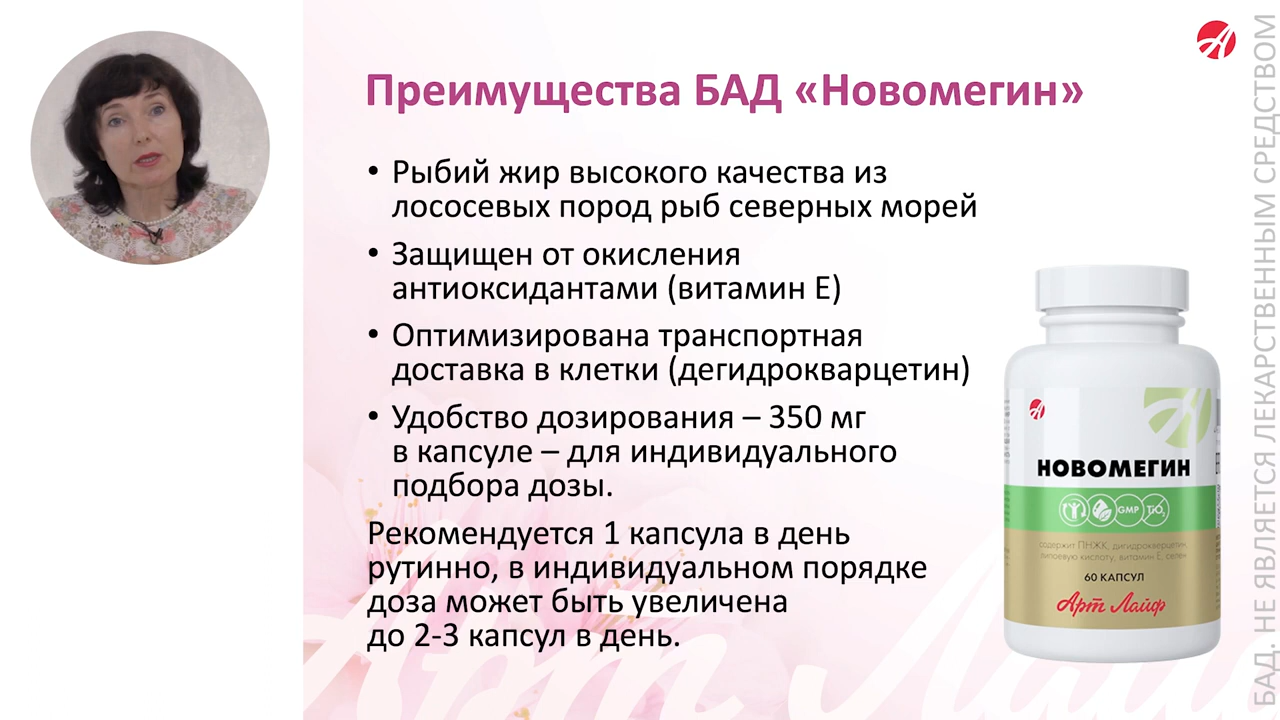 Преимущества БАД «Новомегин»
• Рыбий жир высокого качества из
лососевых пород рыб северных морей
• Защищен от окисления
антиоксидантами (витамин Е)
• Оптимизирована транспортная
доставка в клетки (дегидрокварцетин)
• Удобство дозирования – 350 мг
в капсуле – для индивидуального
подбора дозы.
Рекомендуется 1 капсула в день
рутинно, в индивидуальном порядке
доза может быть увеличена
до 2-3 капсул в день.
НОВОМЕГИН
GMP
TiO₂
содержит ПНЖК, дигидрокверцетин,
липоевую кислоту, витамин Е, селен
60 КАПСУЛ
Арт Лайф
БАД. НЕ ЯВЛЯЕТСЯ ЛЕКАРСТВЕННЫМ СРЕДСТВОМ
Арт Лайф